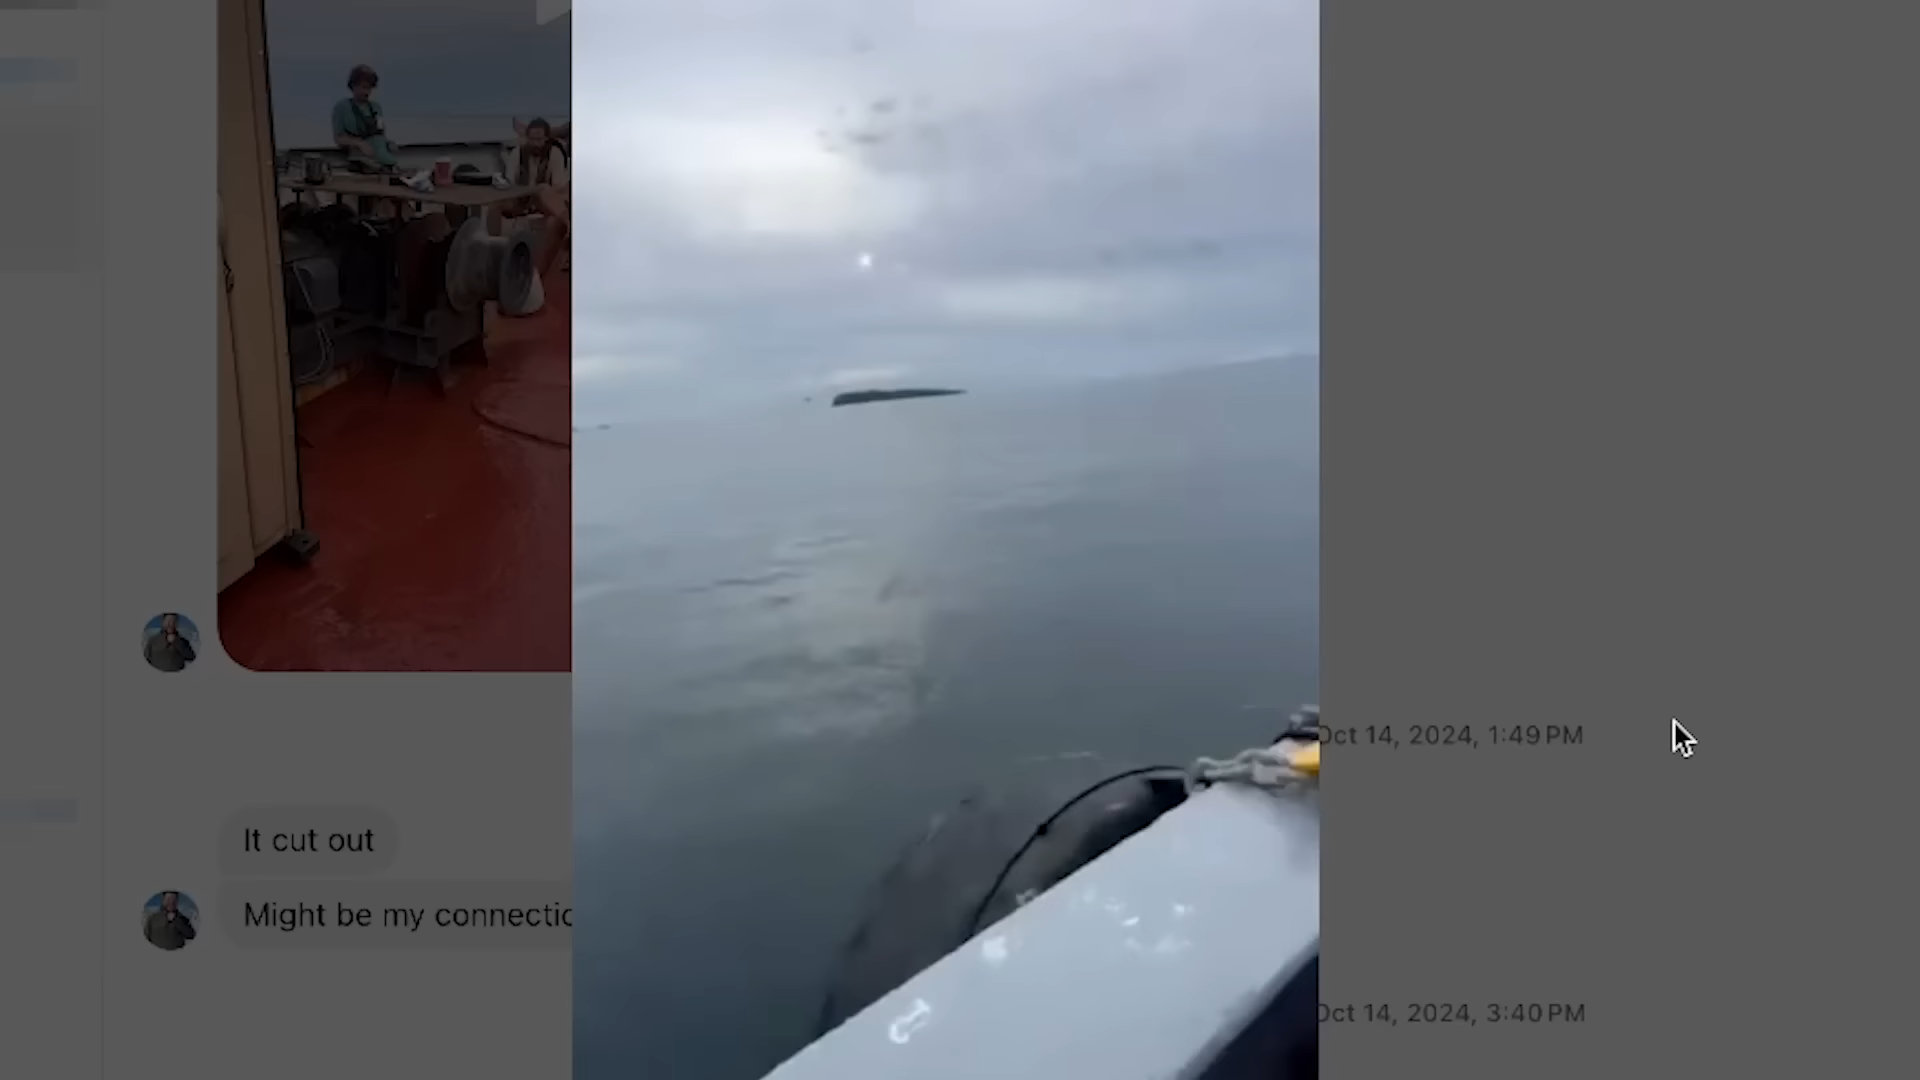 Oct 14, 2024, 1:49 PM
It cut out
Might be my connectio
Oct 14, 2024, 3:40 PM